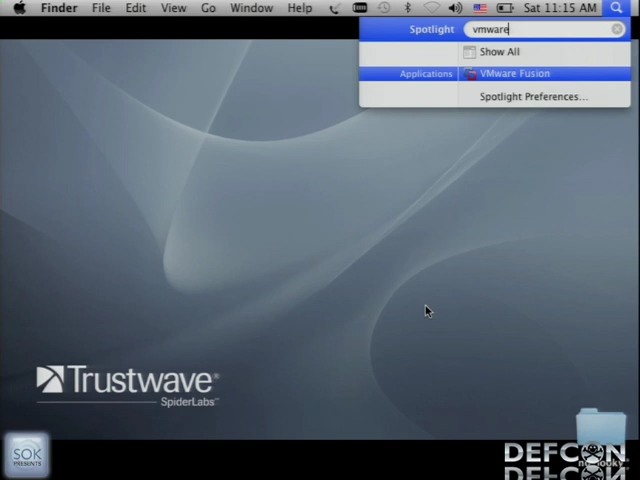 Finder File Edit View Go Window Help Sat 11:15 AM
Spotlight vmware
Show All
Applications VMware Fusion
Spotlight Preferences...
Trustwave®
SpiderLabs™
SOK
PRESENTS
DEFCON